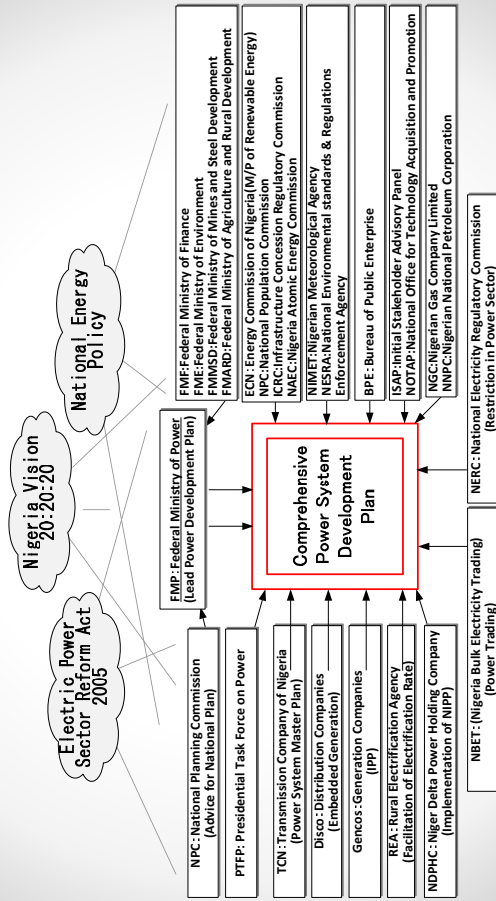 Nigeria Vision
20:20:20
Electric Power
Sector Reform Act
2005
National Energy
Policy
FMP:Federal Ministry of Power
(Lead Power Development Plan)
NPC:National Planning Commission
(Advice for National Plan)
PTFP: Presidential Task Force on Power
TCN:Transmission Company of Nigeria
(Power System Master Plan)
Disco:Distribution Companies
(Embedded Generation)
Gencos:Generation Companies
(IPP)
REA:Rural Electrification Agency
(Facilitation of Electrification Rate)
NDPHC:Niger Delta Power Holding Company
(Implementation of NIPP)
Comprehensive
Power System
Development
Plan
FMF:Federal Ministry of Finance
FME:Federal Ministry of Environment
FMMSD:Federal Ministry of Mines and Steel Development
FMARD:Federal Ministry of Agriculture and Rural Development
ECN:Energy Commission of Nigeria(M/P of Renewable Energy)
NPC:National Population Commission
ICRC:Infrastructure Concession Regulatory Commission
NAEC:Nigeria Atomic Energy Commission
NIMET:Nigerian Meteorological Agency
NESRA:National Environmental standards & Regulations
Enforcement Agency
BPE:Bureau of Public Enterprise
ISAP:Initial Stakeholder Advisory Panel
NOTAP:National Office for Technology Acquisition and Promotion
NGC:Nigerian Gas Company Limited
NNPC:Nigerian National Petroleum Corporation
NBET:(Nigeria Bulk Electricity Trading)
(Power Trading)
NERC:National Electricity Regulatory Commission
(Restriction in Power Sector)